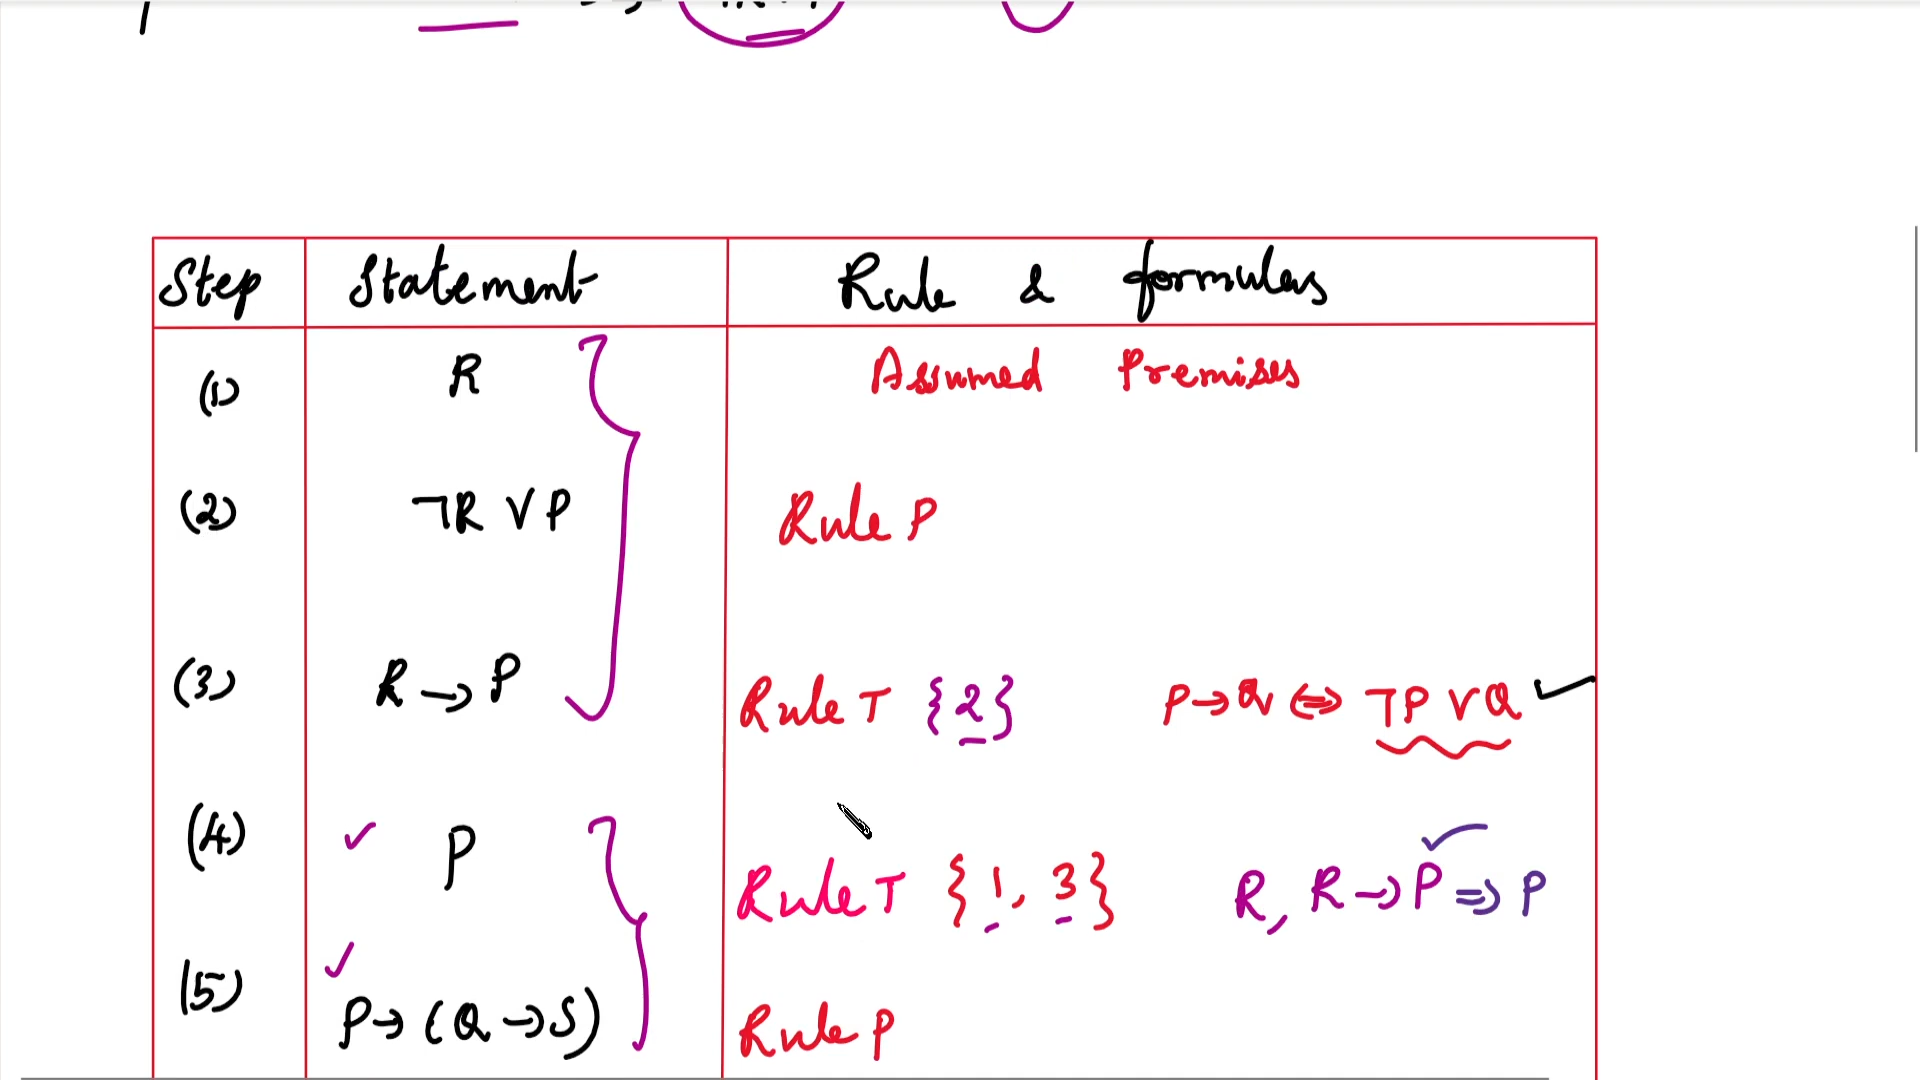 Step Statement Rule & formulas
(1) R Assumed Premises
(2) ¬R ∨ P Rule P
(3) R → P Rule T {2} P → Q ⇔ ¬P ∨ Q
(4) P Rule T {1, 3} R, R → P ⇒ P
(5) P → (Q → S) Rule P